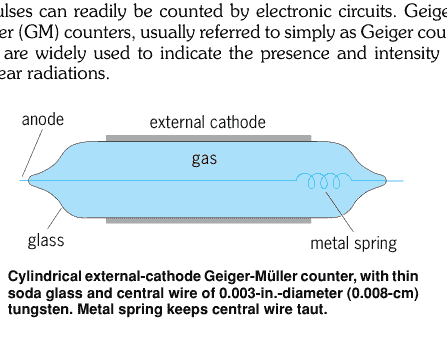 ulses can readily be counted by electronic circuits. Geige
er (GM) counters, usually referred to simply as Geiger cou
are widely used to indicate the presence and intensity
ear radiations.
anode
external cathode
gas
glass
metal spring
Cylindrical external-cathode Geiger-Müller counter, with thin
soda glass and central wire of 0.003-in.-diameter (0.008-cm)
tungsten. Metal spring keeps central wire taut.